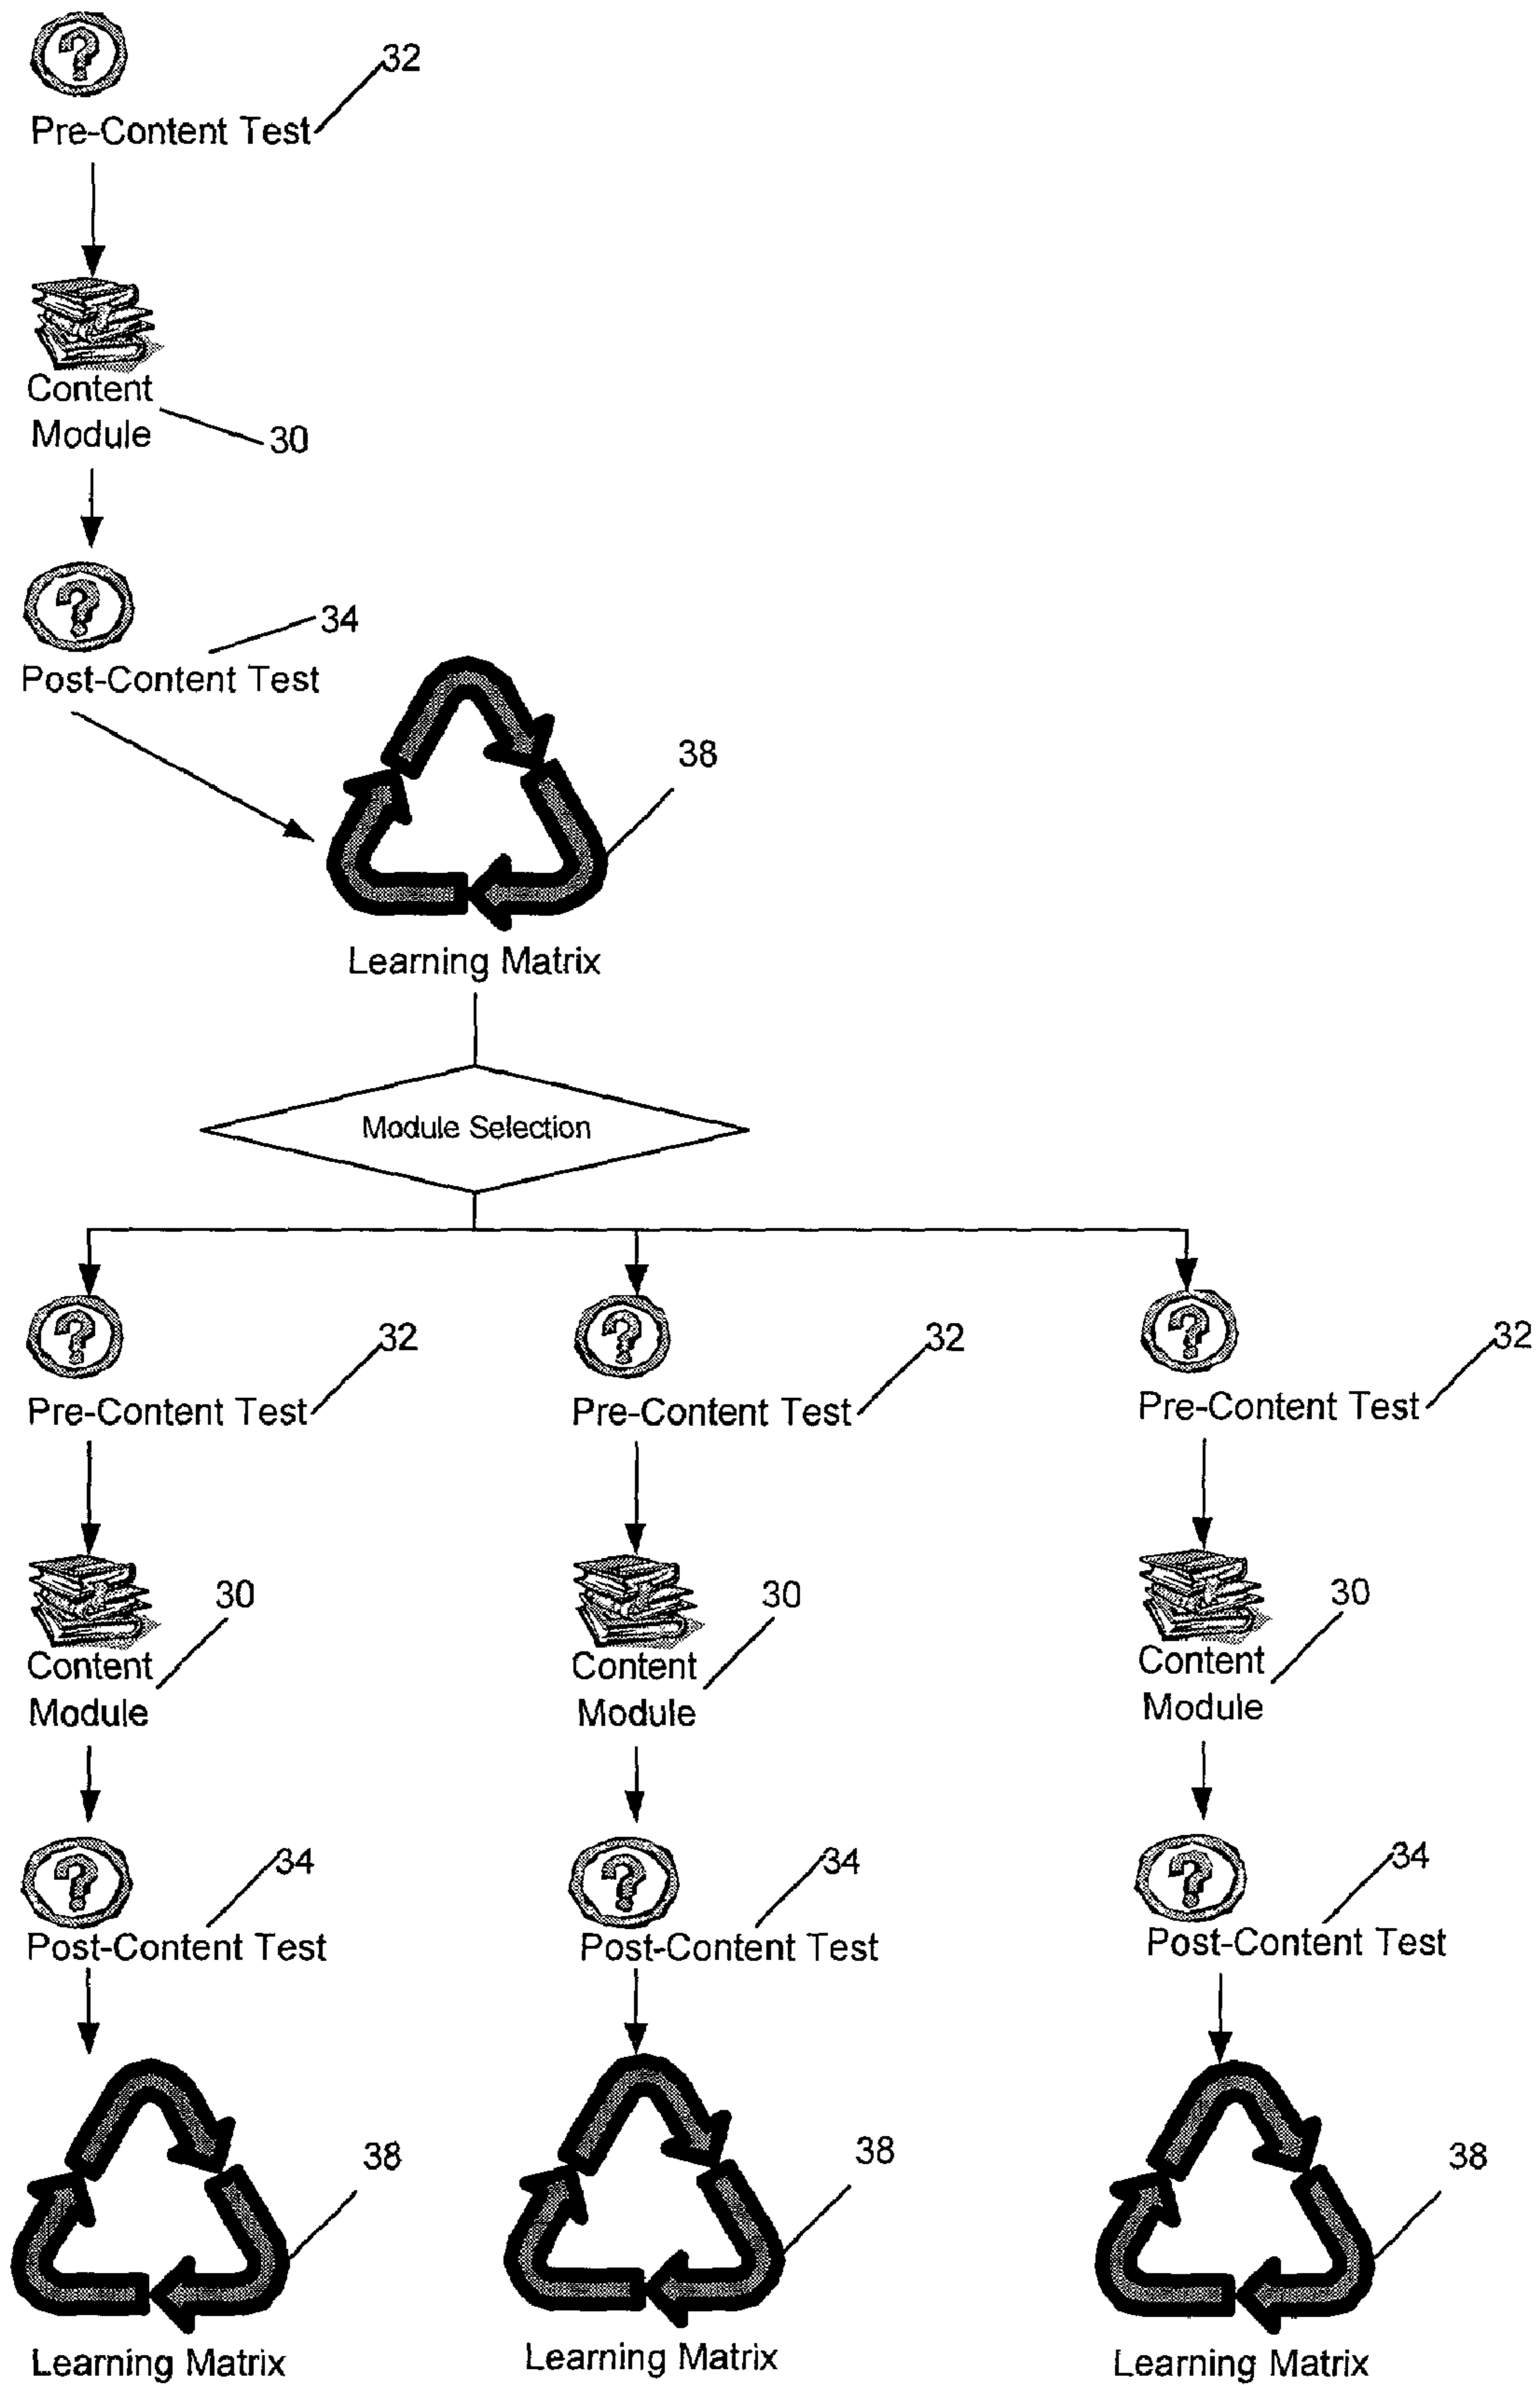 32
Pre-Content Test
Content
Module
30
34
Post-Content Test
38
Learning Matrix
Module Selection
32
32
32
Pre-Content Test
Pre-Content Test
Pre-Content Test
30
30
30
Content
Module
Content
Module
Content
Module
34
34
34
Post-Content Test
Post-Content Test
Post-Content Test
38
38
38
Learning Matrix
Learning Matrix
Learning Matrix